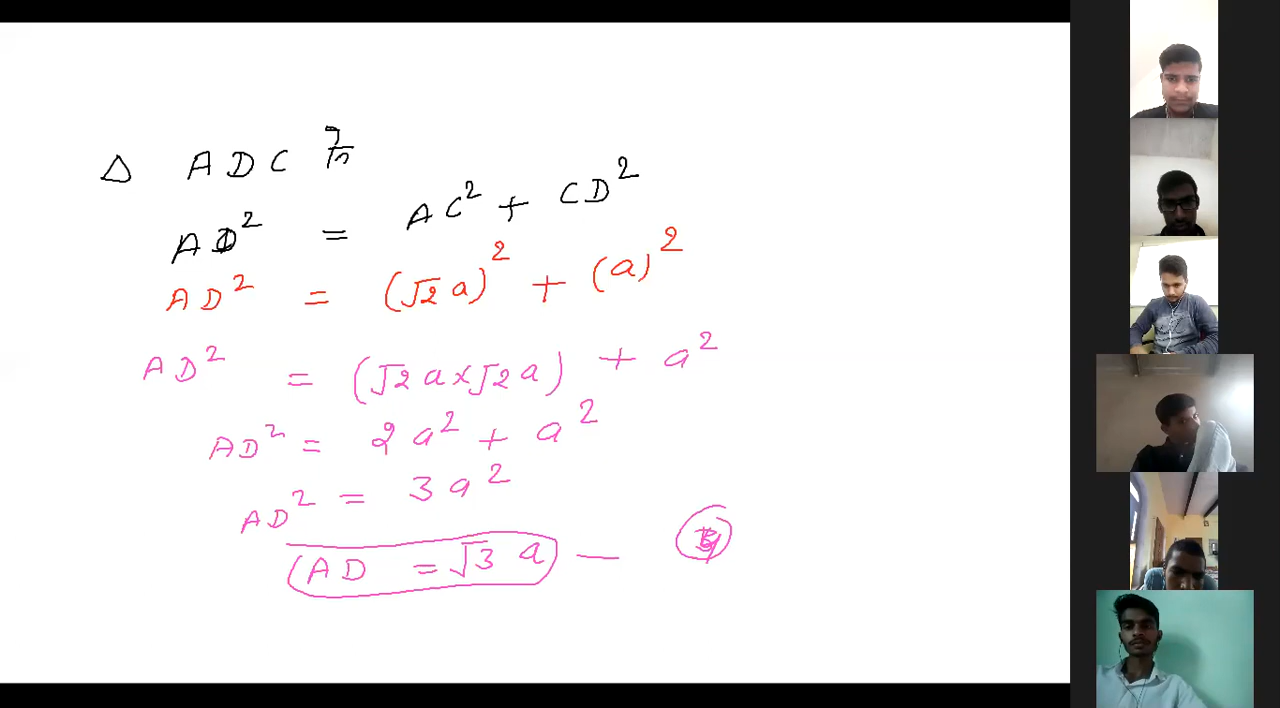 Δ ADC में
AD² = AC² + CD²
AD² = (√2 a)² + (a)²
AD² = (√2 a × √2 a) + a²
AD² = 2a² + a²
AD² = 3a²
AD = √3 a —